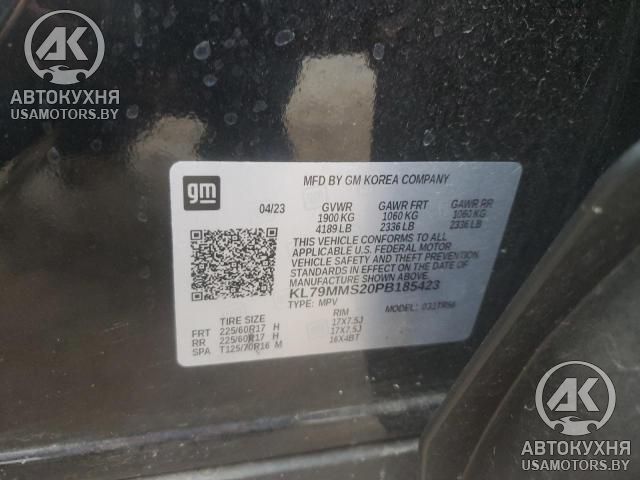 AK
АВТОКУХНЯ
USAMOTORS.BY
gm
MFD BY GM KOREA COMPANY
04/23 GVWR GAWR FRT GAWR RR
1900 KG 1060 KG 1060 KG
4189 LB 2336 LB 2336 LB
THIS VEHICLE CONFORMS TO ALL
APPLICABLE U.S. FEDERAL MOTOR
VEHICLE SAFETY AND THEFT PREVENTION
STANDARDS IN EFFECT ON THE DATE OF
MANUFACTURE SHOWN ABOVE.
KL79MMS20PB185423
TYPE: MPV MODEL:
TIRE SIZE RIM
FRT 225/60R17 H 17X7.5J
RR 225/60R17 H 17X7.5J
SPA T125/70R16 M 16X4BT
AK
АВТОКУХНЯ
USAMOTORS.BY